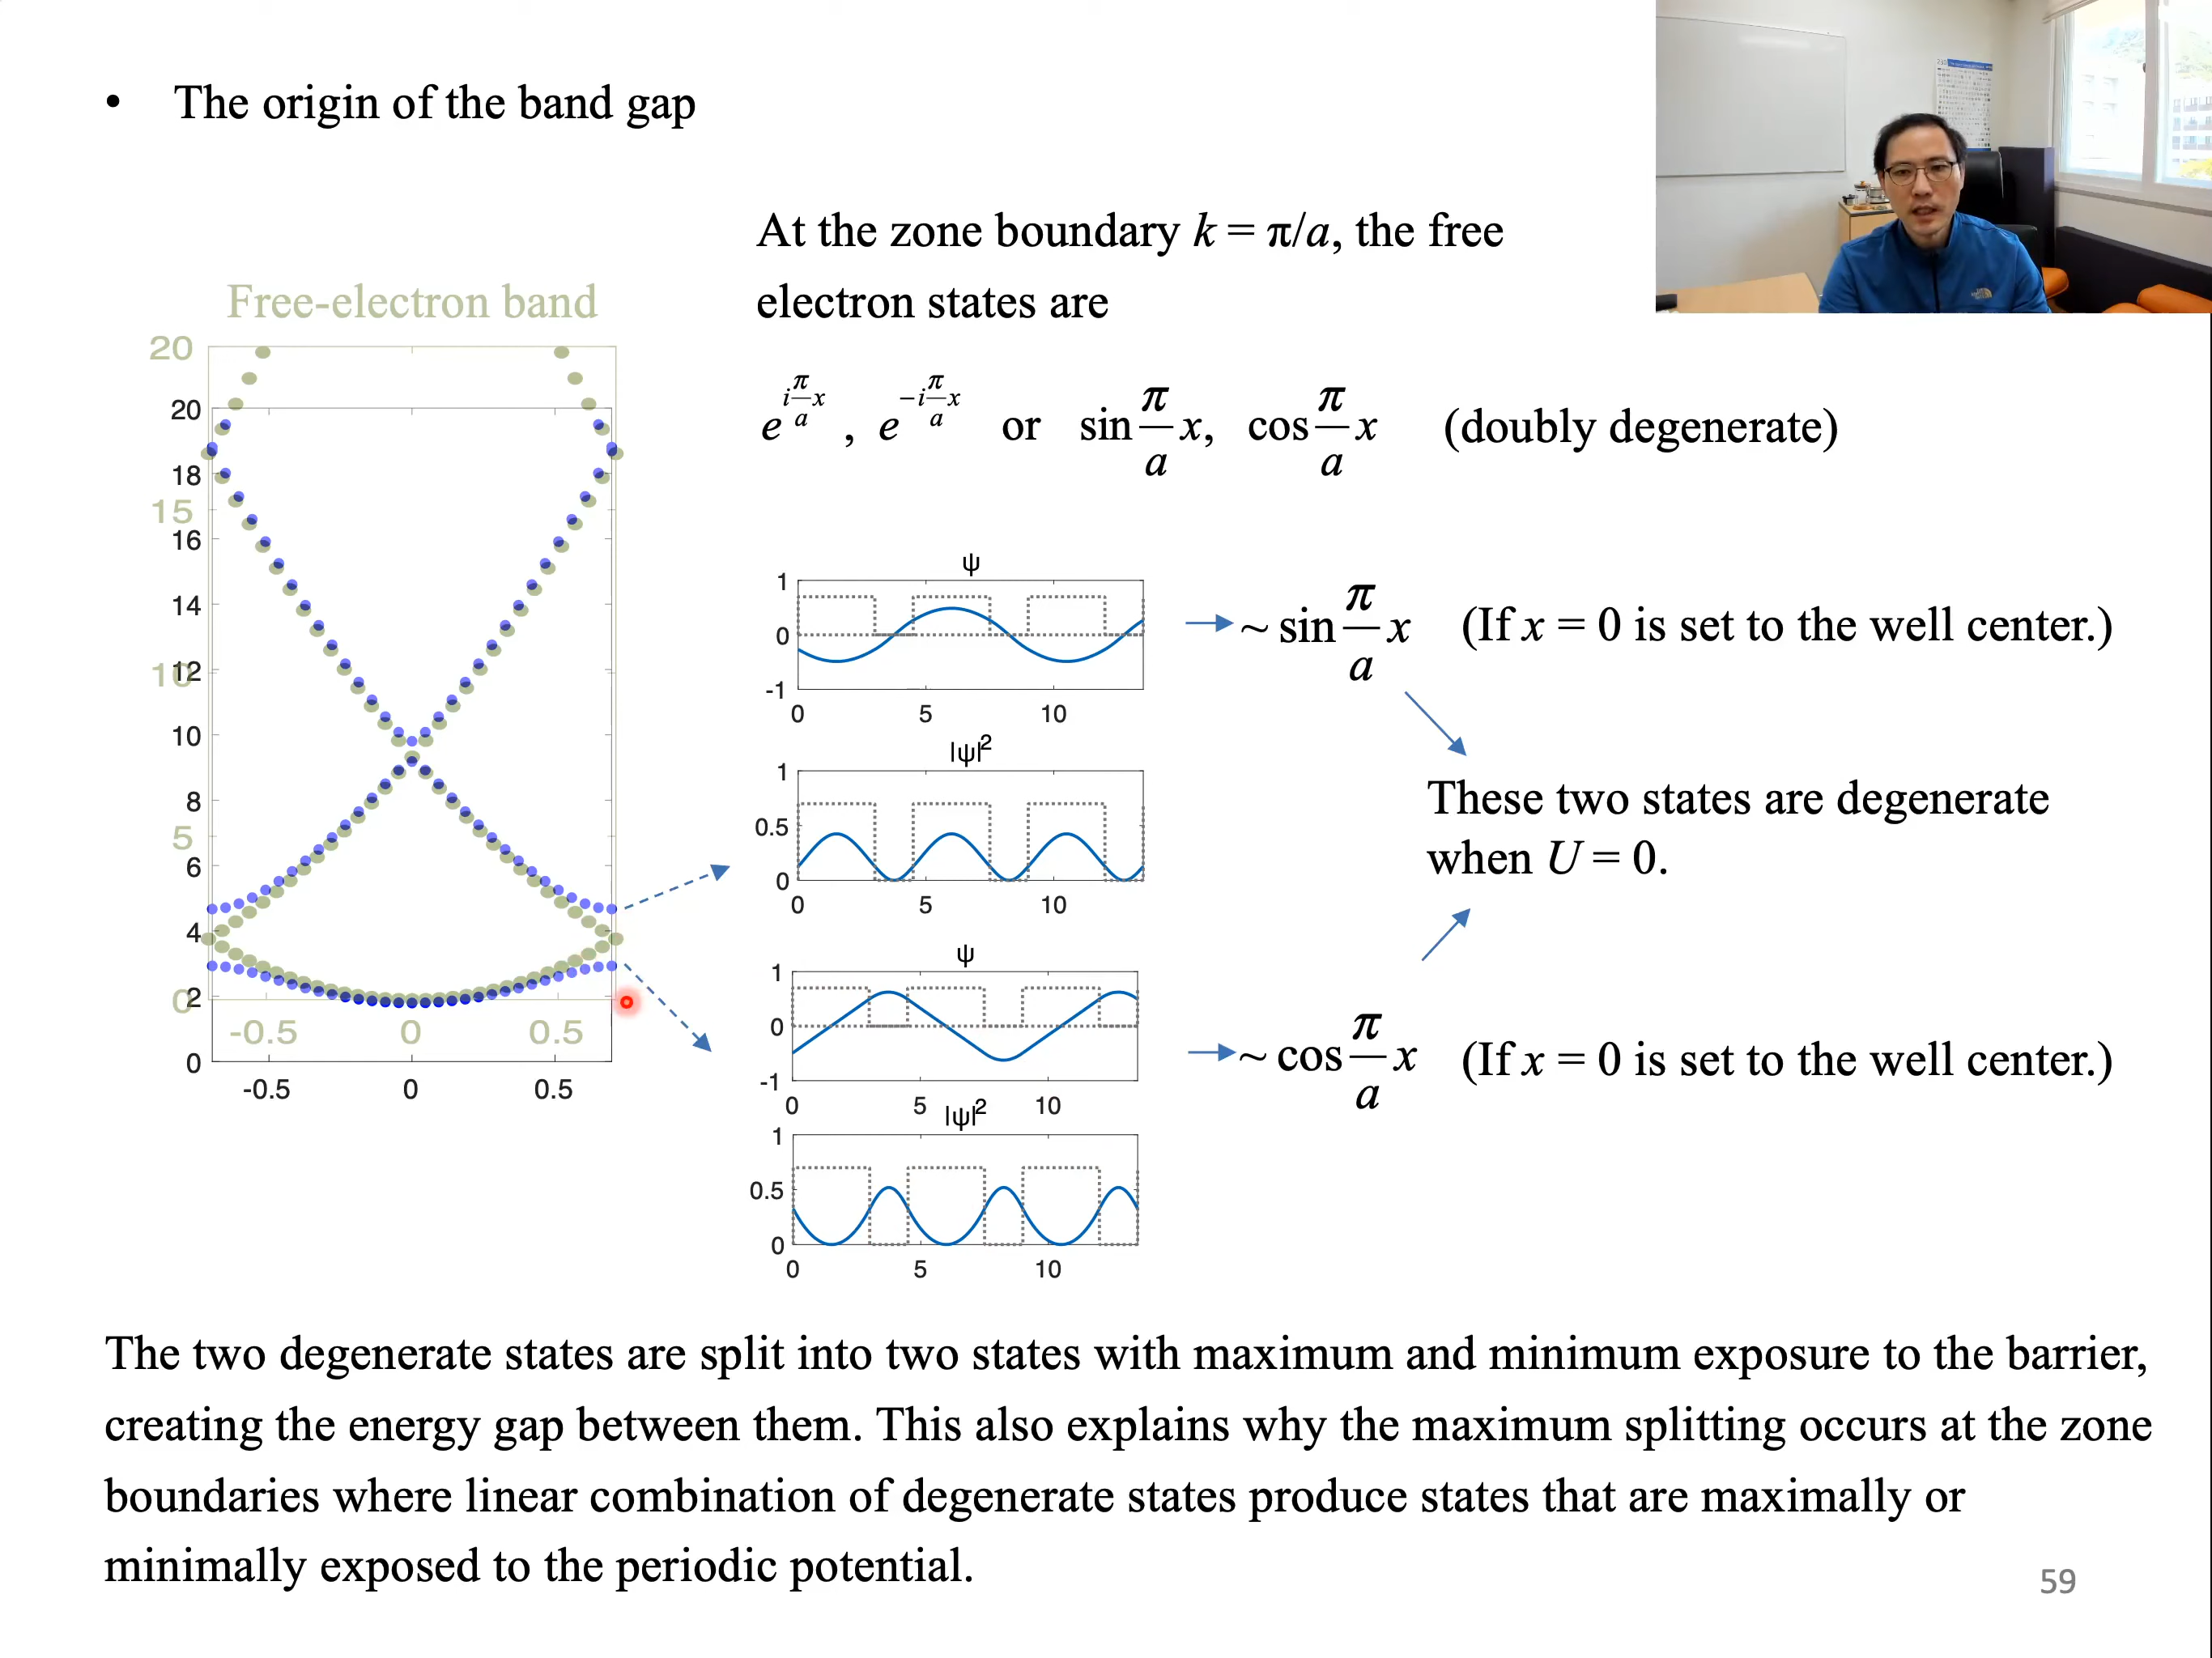 • The origin of the band gap
At the zone boundary k = π/a, the free
electron states are
e^{i\frac{π}{a}x} , e^{-i\frac{π}{a}x} or sin\frac{π}{a}x, cos\frac{π}{a}x (doubly degenerate)
Free-electron band
20
15
10
5
0
-0.5 0 0.5
20
18
16
14
12
10
8
6
4
2
0
-0.5 0 0.5
ψ
1
0
-1
0 5 10
~ sin\frac{π}{a}x (If x = 0 is set to the well center.)
|ψ|²
1
0.5
0
0 5 10
These two states are degenerate
when U = 0.
ψ
1
0
-1
0 5 10
~ cos\frac{π}{a}x (If x = 0 is set to the well center.)
|ψ|²
1
0.5
0
0 5 10
The two degenerate states are split into two states with maximum and minimum exposure to the barrier,
creating the energy gap between them. This also explains why the maximum splitting occurs at the zone
boundaries where linear combination of degenerate states produce states that are maximally or
minimally exposed to the periodic potential.
59